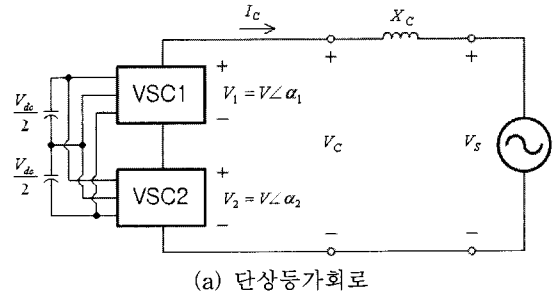 I_C
X_C
+ + +
VSC1
V_1 = V∠α_1
V_dc/2
−
V_C
V_S
V_dc/2
+
VSC2
V_2 = V∠α_2
− − −
(a) 단상등가회로